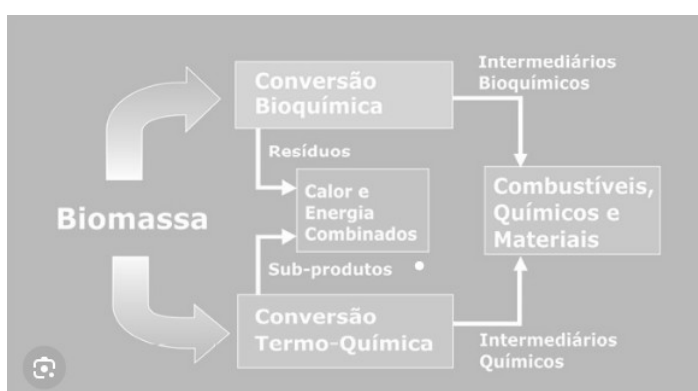 Intermediários
Bioquímicos
Conversão
Bioquímica
Resíduos
Calor e
Energia
Combinados
Combustíveis,
Químicos e
Materiais
Biomassa
Sub-produtos
Conversão
Termo-Química
Intermediários
Químicos